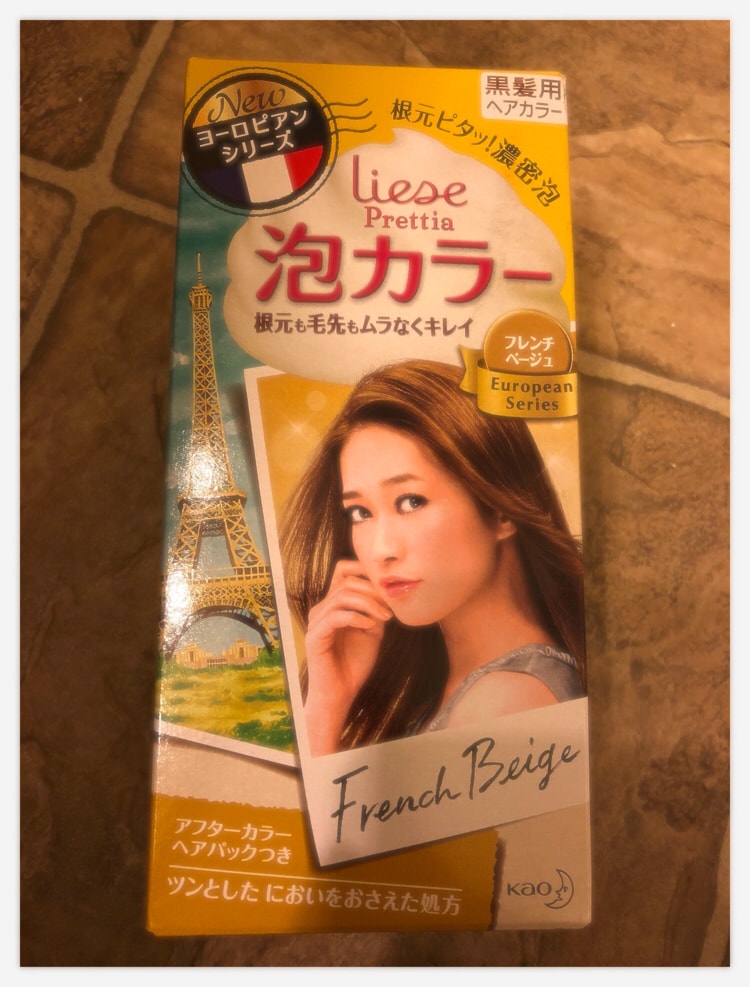 New
ヨーロピアン
シリーズ
黒髪用
ヘアカラー
根元ピタッ!濃密泡
Liese
Prettia
泡カラー
根元も毛先もムラなくキレイ
フレンチ
ベージュ
European
Series
French Beige
アフターカラー
ヘアパックつき
ツンとした においをおさえた処方
Kao